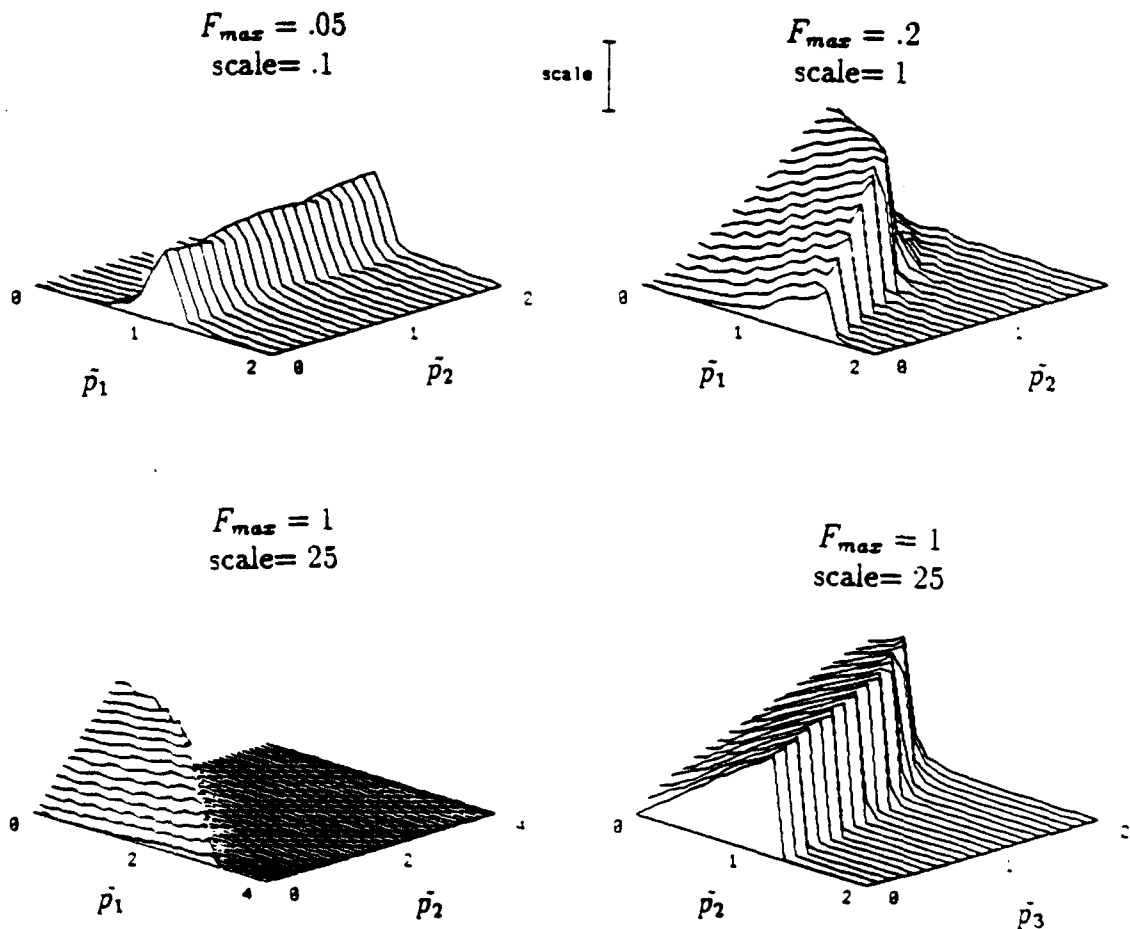 F_max = .05
scale= .1
scale
F_max = .2
scale= 1
0
1
2
0
1
2
p̃1
p̃2
0
1
2
0
p̃1
p̃2
F_max = 1
scale= 25
F_max = 1
scale= 25
0
2
4
0
2
4
p̃1
p̃2
0
1
2
0
2
p̃2
p̃3